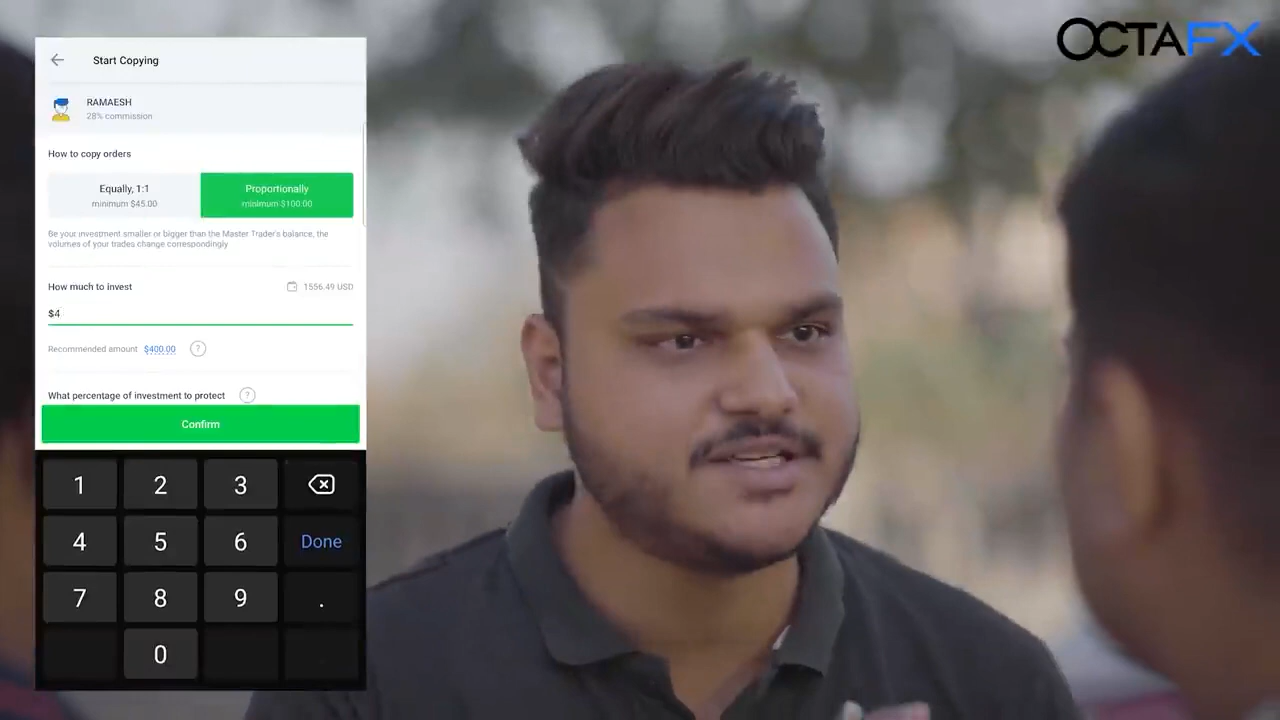 OCTAFX
Start Copying
RAMAESH
28% commission
How to copy orders
Equally, 1:1
minimum $45.00
Proportionally
minimum $100.00
Be your investment smaller or bigger than the Master Trader's balance, the
volumes of your trades change correspondingly
How much to invest
1556.49 USD
$4
Recommended amount $400.00 ?
What percentage of investment to protect ?
Confirm
1 2 3
4 5 6 Done
7 8 9 .
0